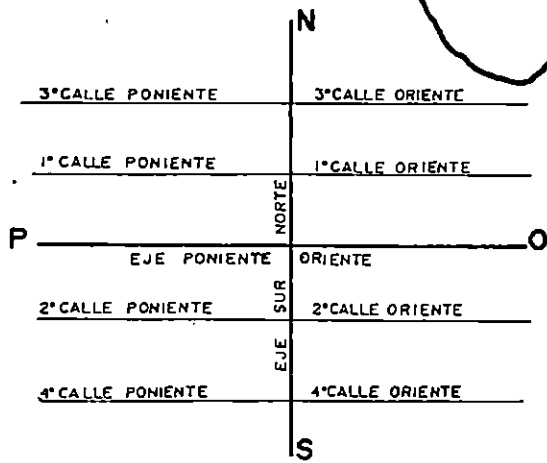 N
3°CALLE PONIENTE 3°CALLE ORIENTE
1°CALLE PONIENTE 1°CALLE ORIENTE
NORTE
P O
EJE PONIENTE ORIENTE
EJE SUR
2°CALLE PONIENTE 2°CALLE ORIENTE
4°CALLE PONIENTE 4°CALLE ORIENTE
S